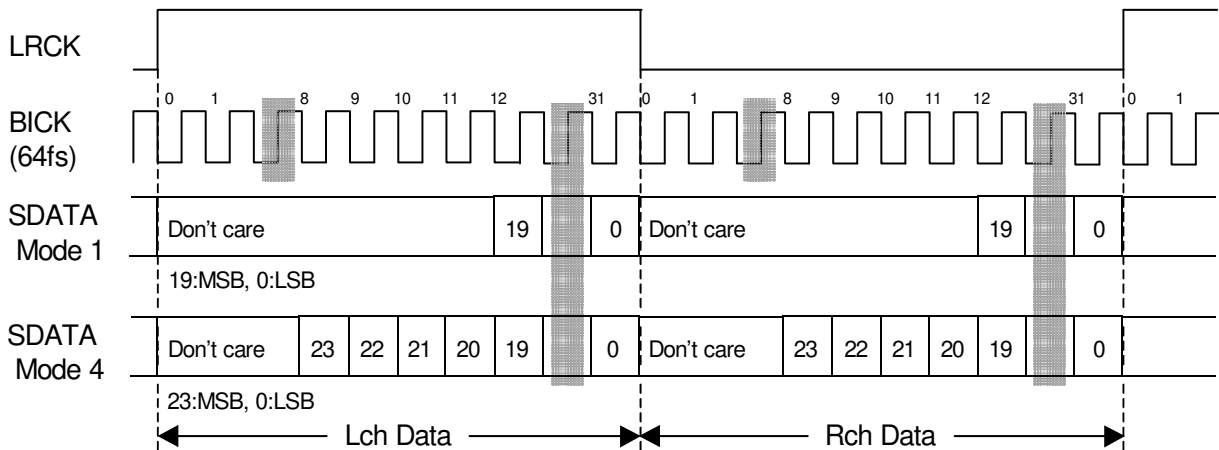 LRCK
0 1 8 9 10 11 12 31 0 1 8 9 10 11 12 31 0 1
BICK
(64fs)
SDATA
Mode 1
Don't care 19 0 Don't care 19 0
19:MSB, 0:LSB
SDATA
Mode 4
Don't care 23 22 21 20 19 0 Don't care 23 22 21 20 19 0
23:MSB, 0:LSB
Lch Data Rch Data